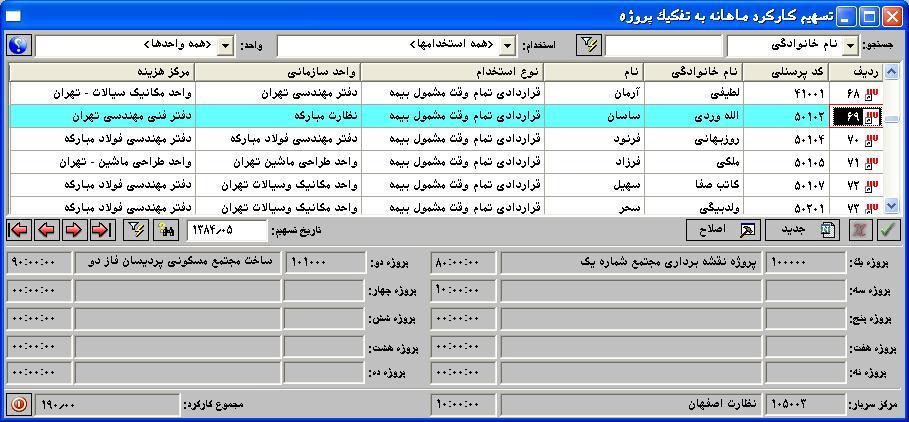 تسهیم کارکرد ماهانه به تفکیک پروژه
جستجو: نام خانوادگی استخدام: <همه استخدامها> واحد: <همه واحدها>
ردیف کد پرسنلی نام خانوادگی نام نوع استخدام واحد سازمانی مرکز هزینه
۶۸ ۴۱۰۰۱ لطیفی آرمان قراردادی تمام وقت مشمول بیمه دفتر مهندسی تهران واحد مکانیک سیالات - تهران
۶۹ ۵۰۱۰۲ الله وردی ساسان قراردادی تمام وقت مشمول بیمه نظارت مبارکه دفتر فنی مهندسی تهران
۷۰ ۵۰۱۰۴ روزبهانی فرنود قراردادی تمام وقت مشمول بیمه دفتر مهندسی فولاد مبارکه دفتر مهندسی فولاد مبارکه
۷۱ ۵۰۱۰۵ ملکی فرزاد قراردادی تمام وقت مشمول بیمه واحد طراحی ماشین تهران واحد طراحی ماشین - تهران
۷۲ ۵۰۱۰۷ کاتب صفا سهیل قراردادی تمام وقت مشمول بیمه واحد مکانیک وسیالات تهران دفتر مهندسی فولاد مبارکه
۷۳ ۵۰۲۰۱ ولدبیگی سحر قراردادی تمام وقت مشمول بیمه واحد مکانیک وسیالات تهران دفتر مهندسی فولاد مبارکه
جدید اصلاح تاریخ تسهیم: ۱۳۸۴/۰۵
پروژه یک: ۱۰۰۰۰۰ پروژه نقشه برداری مجتمع شماره یک ۸۰:۰۰:۰۰ پروژه دو: ۱۰۱۰۰۰ ساخت مجتمع مسکونی پردیسان فاز دو ۹۰:۰۰:۰۰
پروژه سه: ۱۰:۰۰:۰۰ پروژه چهار: ۰۰:۰۰:۰۰
پروژه پنج: ۰۰:۰۰:۰۰ پروژه شش: ۰۰:۰۰:۰۰
پروژه هفت: ۰۰:۰۰:۰۰ پروژه هشت: ۰۰:۰۰:۰۰
پروژه نه: ۰۰:۰۰:۰۰ پروژه ده: ۰۰:۰۰:۰۰
مرکز سربار: ۱۰۵۰۰۳ نظارت اصفهان ۱۰:۰۰:۰۰ مجموع کارکرد: ۱۹۰/۰۰